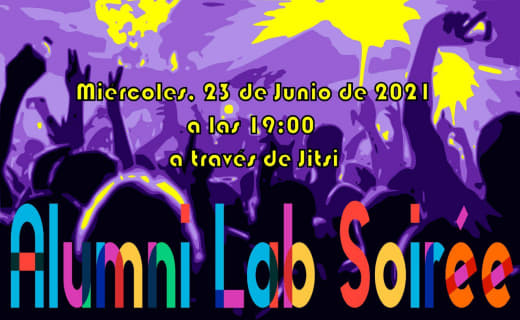 Miercoles, 23 de Junio de 2021
a las 19:00
a través de Jitsi
Alumni Lab Soirée